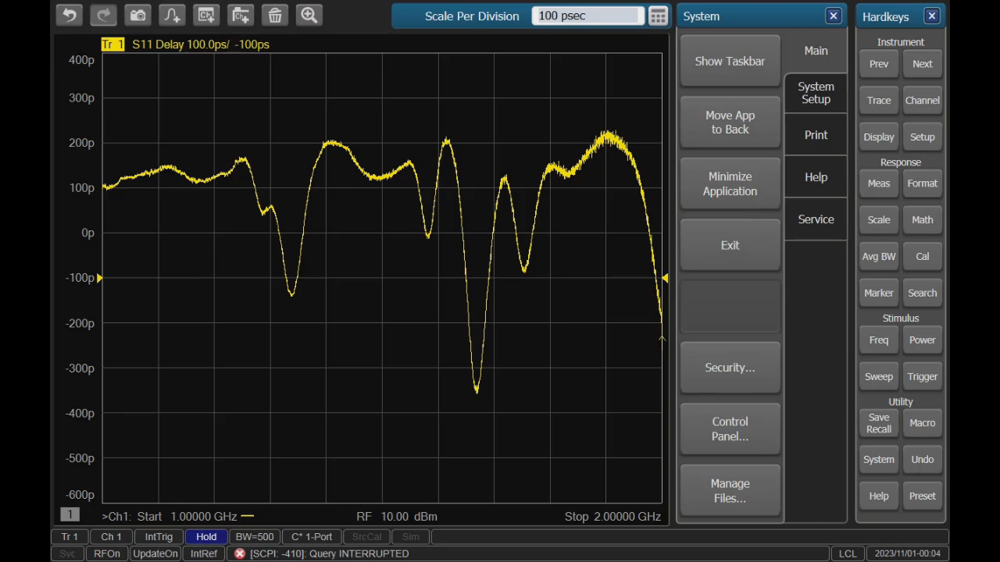 Scale Per Division 100 psec
System
Hardkeys
Tr 1 S11 Delay 100.0ps/ -100ps
400p
300p
200p
100p
0p
-100p
-200p
-300p
-400p
-500p
-600p
1
>Ch1: Start 1.00000 GHz
RF 10.00 dBm
Stop 2.00000 GHz
Show Taskbar
Move App
to Back
Minimize
Application
Exit
Security...
Control
Panel...
Manage
Files...
Main
System
Setup
Print
Help
Service
Instrument
Prev Next
Trace Channel
Display Setup
Response
Meas Format
Scale Math
Avg BW Cal
Marker Search
Stimulus
Freq Power
Sweep Trigger
Utility
Save
Recall
Macro
System Undo
Help Preset
Tr 1 Ch 1 IntTrig Hold BW=500 C* 1-Port SrcCal Sim
Svc RFOn UpdateOn IntRef [SCPI: -410]: Query INTERRUPTED LCL 2023/11/01-00:04